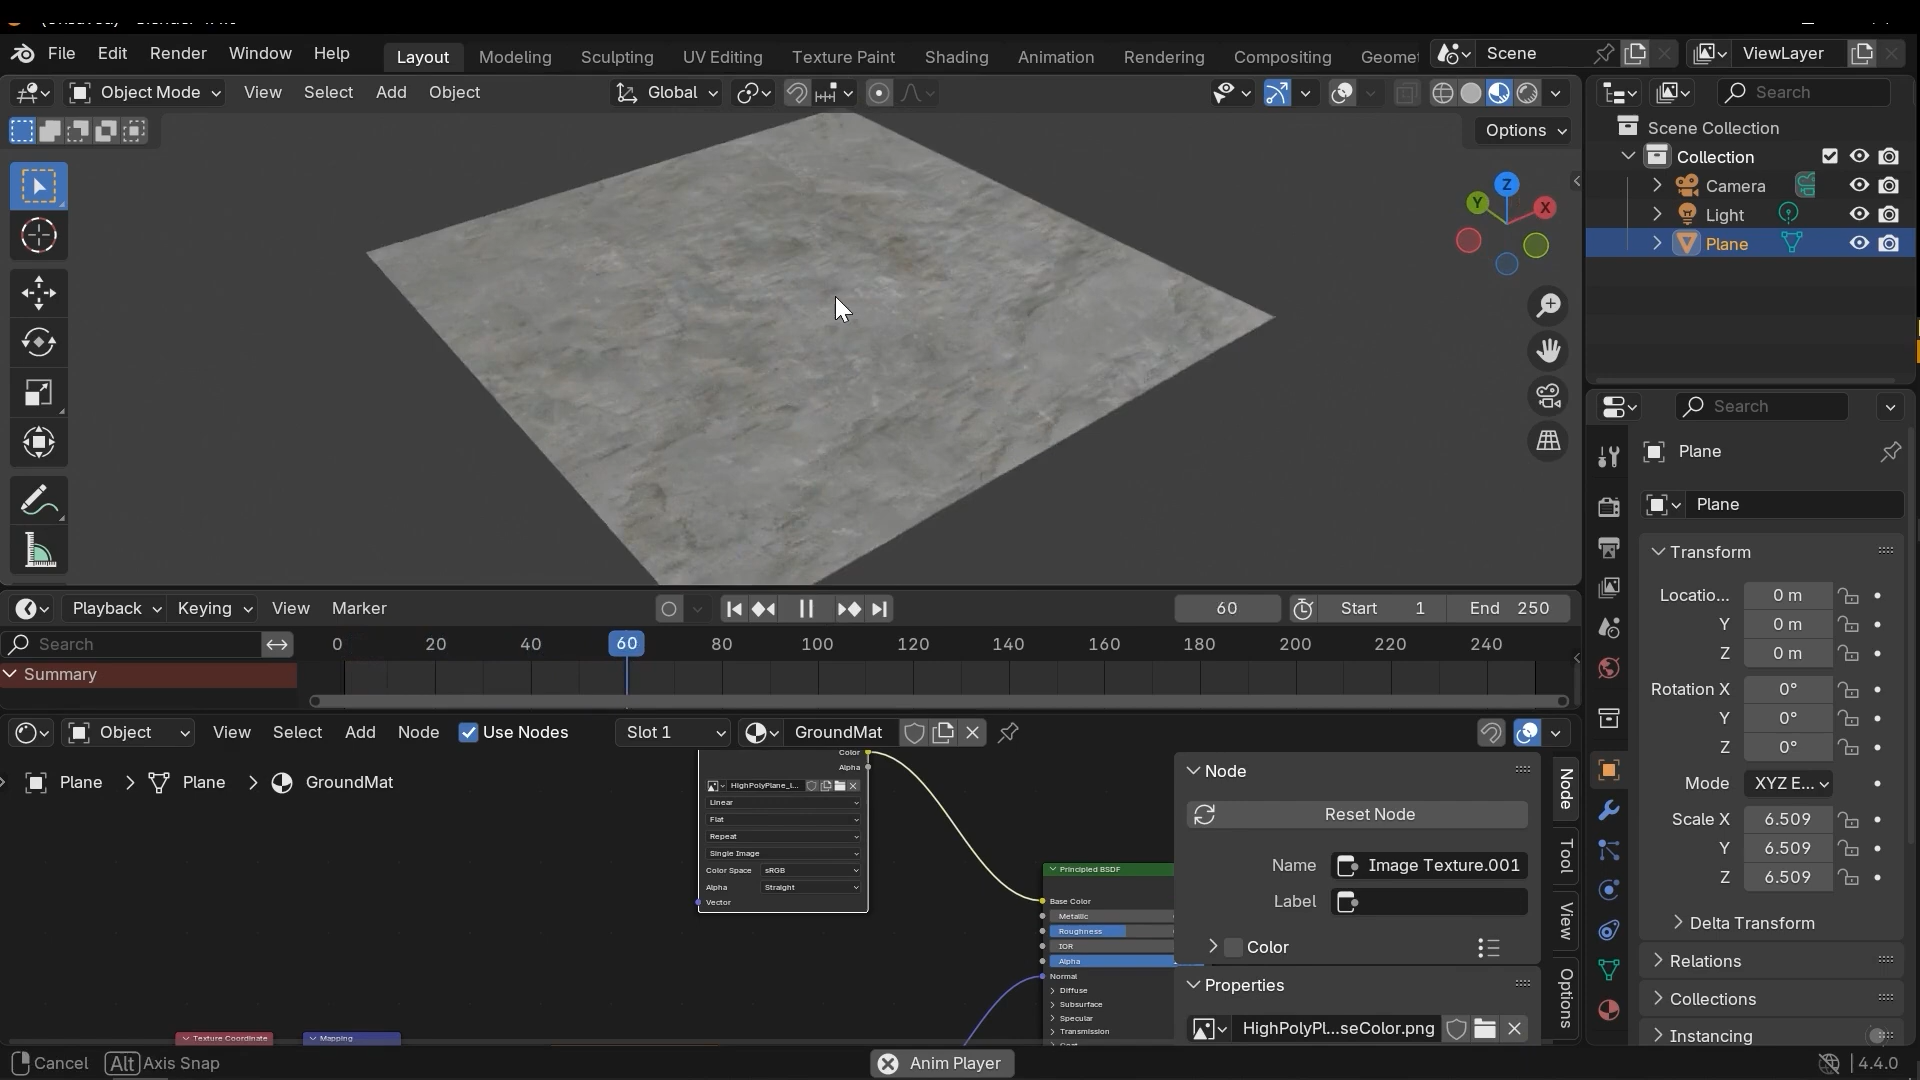 File Edit Render Window Help
Layout Modeling Sculpting UV Editing Texture Paint Shading Animation Rendering Compositing Geomet
Scene
ViewLayer
Object Mode View Select Add Object
Global
Search
Options
Scene Collection
Collection
Camera
Light
Plane
Z
Y
X
Search
Plane
Plane
Transform
Locatio... 0 m
Y 0 m
Z 0 m
Rotation X 0°
Y 0°
Z 0°
Mode XYZ E...
Scale X 6.509
Y 6.509
Z 6.509
Delta Transform
Relations
Collections
Instancing
Playback Keying View Marker
60
Start 1
End 250
Search
0 20 40 60 80 100 120 140 160 180 200 220 240
Summary
Object View Select Add Node Use Nodes Slot 1 GroundMat
Plane Plane GroundMat
Color
Alpha
HighPolyPlane_l...
Linear
Flat
Repeat
Single Image
Color Space sRGB
Alpha Straight
Vector
Principled BSDF
Base Color
Metallic
Roughness
IOR
Alpha
Normal
Diffuse
Subsurface
Specular
Transmission
Texture Coordinate
Mapping
Node
Reset Node
Name Image Texture.001
Label
Color
Properties
HighPolyPl...seColor.png
Node
Tool
View
Options
Cancel Alt Axis Snap
Anim Player
4.4.0